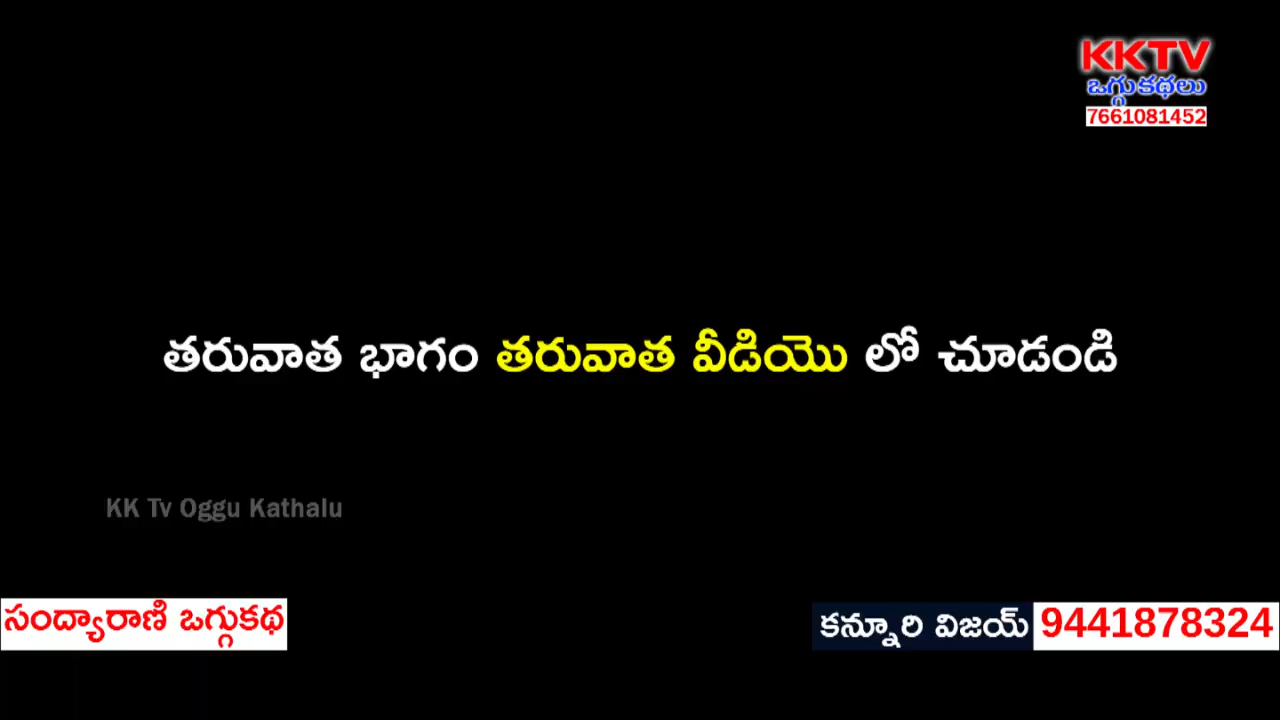 KKTV
ఒగ్గుకథలు
7661081452
తరువాత భాగం తరువాత వీడియొ లో చూడండి
KK Tv Oggu Kathalu
సంద్యారాణి ఒగ్గుకథ
కన్నూరి విజయ్ 9441878324